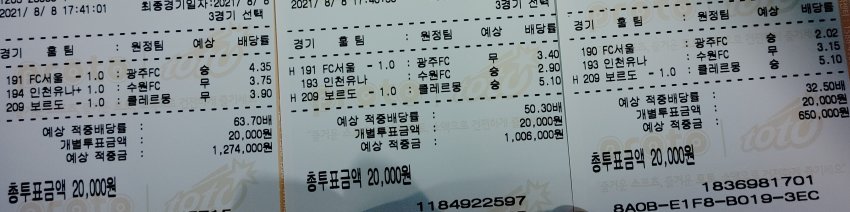 2021/ 8/ 8 17:41:01
최종경기일자:2021/ 8/
3경기 선택
경기 홈 팀 : 원정팀 예상 배당률
191 FC서울 - 1.0 : 광주FC 승 4.35
194 인천유나+ 1.0 : 수원FC 무 3.75
209 보르도 - 1.0 : 클레르몽 무 3.90
예상 적중배당률 : 63.70배
개별투표금액 : 20,000원
예상 적중금 : 1,274,000원
총투표금액 20,000원
2021/ 8/ 8
3경기 선택
경기 홈 팀 : 원정팀 예상 배당률
H 191 FC서울 - 1.0 : 광주FC 무 3.40
193 인천유나 : 수원FC 승 2.90
H 209 보르도 - 1.0 : 클레르몽 승 5.10
예상 적중배당률 : 50.30배
개별투표금액 : 20,000원
예상 적중금 : 1,006,000원
총투표금액 20,000원
1184922597
3경기 선택
경기 홈 팀 : 원정팀 예상 배당률
190 FC서울 : 광주FC 승 2.02
193 인천유나 : 수원FC 무 3.15
H 209 보르도 - 1.0 : 클레르몽 승 5.10
예상 적중배당률 : 32.50배
개별투표금액 : 20,000원
예상 적중금 : 650,000원
총투표금액 20,000원
1836981701
8A0B-E1F8-B019-3EC